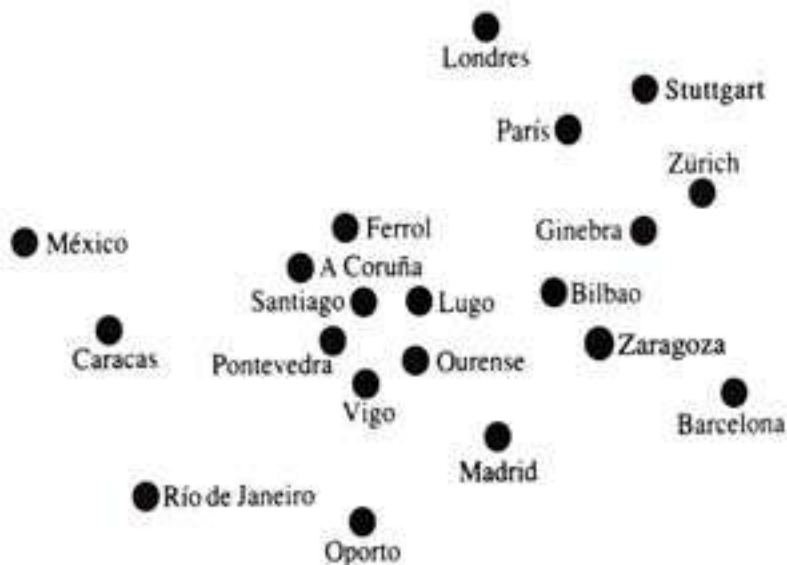 Londres
Stuttgart
París
Zürich
Ferrol
Ginebra
México
A Coruña
Santiago
Lugo
Bilbao
Caracas
Pontevedra
Ourense
Zaragoza
Vigo
Barcelona
Madrid
Río de Janeiro
Oporto